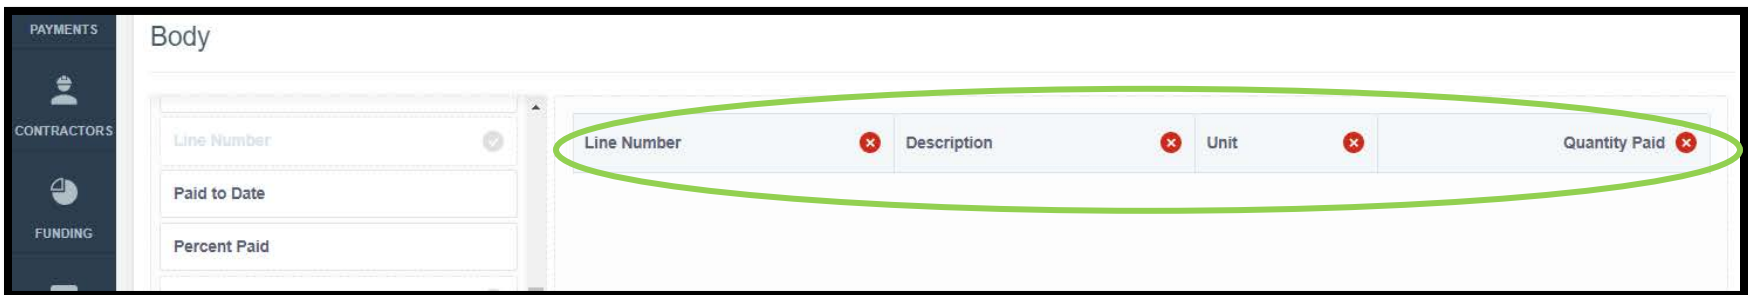 PAYMENTS
CONTRACTORS
FUNDING
Body
Line Number
Paid to Date
Percent Paid
Line Number Description Unit Quantity Paid